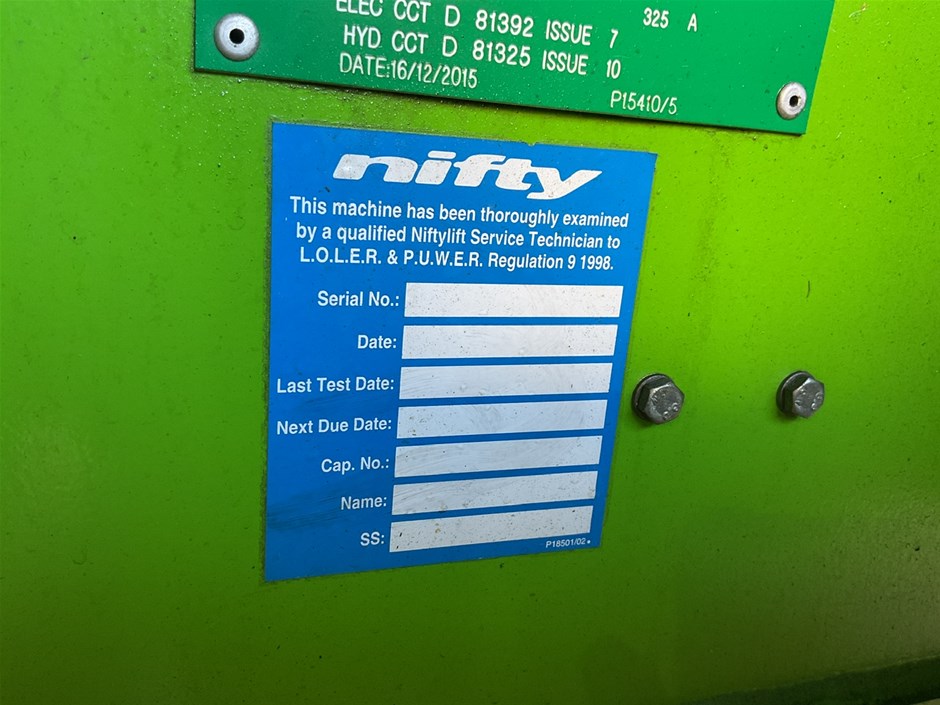 ELEC CCT D 81392 ISSUE 7
325 A
HYD CCT D 81325 ISSUE 10
DATE:16/12/2015
P15410/5
nifty
This machine has been thoroughly examined
by a qualified Niftylift Service Technician to
L.O.L.E.R. & P.U.W.E.R. Regulation 9 1998.
Serial No.:
Date:
Last Test Date:
Next Due Date:
Cap. No.:
Name:
SS:
P18501/02